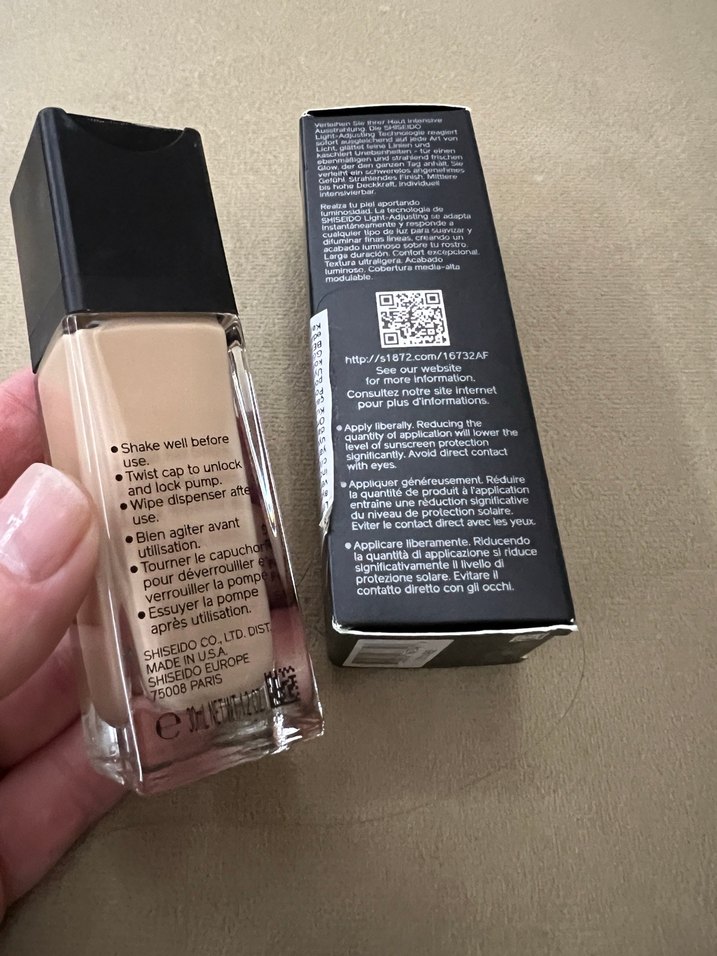 • Shake well before
use.
• Twist cap to unlock
and lock pump.
• Wipe dispenser afte
use.
• Bien agiter avant
utilisation.
• Tourner le capuchon
pour déverrouiller e
verrouiller la pompe
• Essuyer la pompe
après utilisation.
SHISEIDO CO., LTD. DIST.
MADE IN U.S.A.
SHISEIDO EUROPE
75008 PARIS
℮ 30mL NET WT. 1.2 OZ.
Verleihen Sie Ihrer Haut intensive
Ausstrahlung. Die SHISEIDO
Light-Adjusting Technologie reagiert
sofort ausgleichend auf jede Art von
Licht, glättet feine Linien und
kaschiert Unebenheiten - für einen
ebenmäßigen und strahlend frischen
Glow, der den ganzen Tag anhält. Sie
verleiht ein schwerelos angenehmes
Gefühl. Strahlendes Finish. Mittlere
bis hohe Deckkraft, individuell
intensivierbar.
Realza tu piel aportando
luminosidad. La tecnología de
SHISEIDO Light-Adjusting se adapta
instantáneamente y responde a
cualquier tipo de luz para suavizar y
difuminar finas líneas, creando un
acabado luminoso sobre tu rostro.
Larga duración. Confort excepcional.
Textura ultraligera. Acabado
luminoso. Cobertura media-alta
modulable.
http://s1872.com/16732AF
See our website
for more information.
Consultez notre site internet
pour plus d'informations.
• Apply liberally. Reducing the
quantity of application will lower the
level of sunscreen protection
significantly. Avoid direct contact
with eyes.
• Appliquer généreusement. Réduire
la quantité de produit à l'application
entraîne une réduction significative
du niveau de protection solaire.
Eviter le contact direct avec les yeux.
• Applicare liberamente. Riducendo
la quantità di applicazione si riduce
significativamente il livello di
protezione solare. Evitare il
contatto diretto con gli occhi.